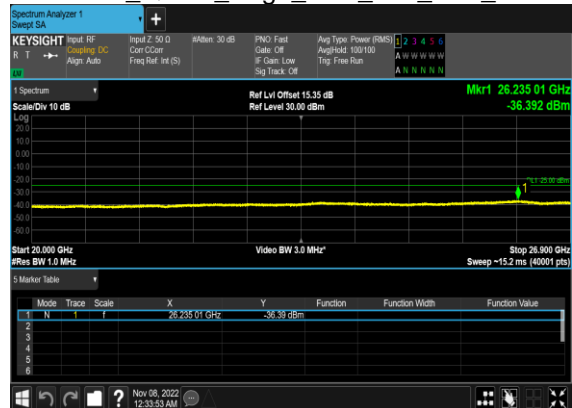 Spectrum Analyzer 1
Swept SA
KEYSIGHT Input: RF Input Z: 50 Ω #Atten: 30 dB PNO: Fast Avg Type: Power (RMS) 1 2 3 4 5 6
R T Coupling: DC Corr CCorr Gate: Off Avg|Hold: 100/100 A W W W W W
Align: Auto Freq Ref: Int (S) IF Gain: Low Trig: Free Run
Sig Track: Off A N N N N N
1 Spectrum Ref Lvl Offset 15.35 dB Mkr1 26.235 01 GHz
Scale/Div 10 dB Ref Level 30.00 dBm -36.392 dBm
Log
20.0
10.0
0.00
-10.0
-20.0 DL1 -25.00 dBm
-30.0 1
-40.0
-50.0
-60.0
Start 20.000 GHz Video BW 3.0 MHz* Stop 26.900 GHz
#Res BW 1.0 MHz Sweep ~15.2 ms (40001 pts)
5 Marker Table
Mode Trace Scale X Y Function Function Width Function Value
1 N 1 f 26.235 01 GHz -36.39 dBm
2
3
4
5
6
? Nov 08, 2022
12:33:53 AM